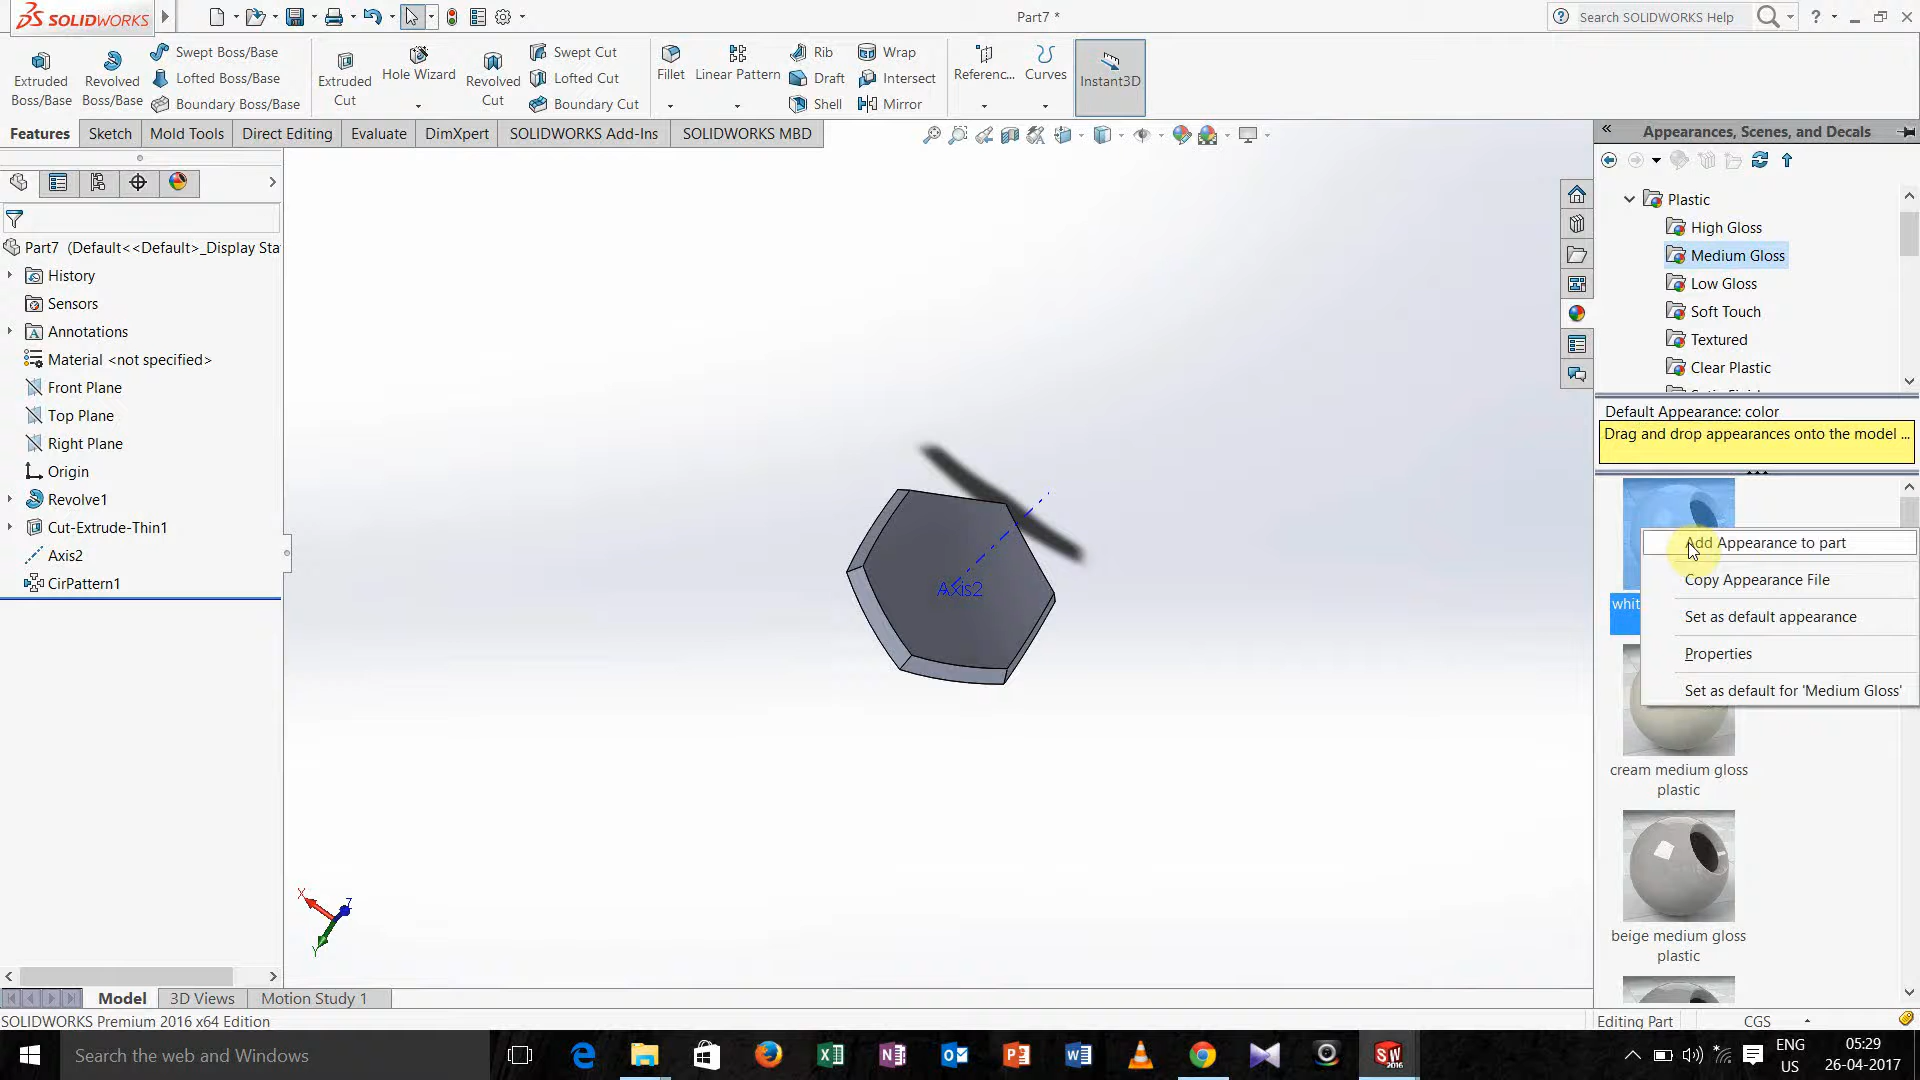 SOLIDWORKS
Part7 *
Search SOLIDWORKS Help
Extruded
Boss/Base
Revolved
Boss/Base
Swept Boss/Base
Lofted Boss/Base
Boundary Boss/Base
Extruded
Cut
Hole Wizard
Revolved
Cut
Swept Cut
Lofted Cut
Boundary Cut
Fillet
Linear Pattern
Rib
Draft
Shell
Wrap
Intersect
Mirror
Referenc...
Curves
Instant3D
Features
Sketch
Mold Tools
Direct Editing
Evaluate
DimXpert
SOLIDWORKS Add-Ins
SOLIDWORKS MBD
Part7 (Default<<Default>_Display Sta
History
Sensors
Annotations
Material <not specified>
Front Plane
Top Plane
Right Plane
Origin
Revolve1
Cut-Extrude-Thin1
Axis2
CirPattern1
Axis2
X
Z
Y
Appearances, Scenes, and Decals
Plastic
High Gloss
Medium Gloss
Low Gloss
Soft Touch
Textured
Clear Plastic
Default Appearance: color
Drag and drop appearances onto the model ...
Add Appearance to part
Copy Appearance File
Set as default appearance
Properties
Set as default for 'Medium Gloss'
whit
cream medium gloss
plastic
beige medium gloss
plastic
Model
3D Views
Motion Study 1
SOLIDWORKS Premium 2016 x64 Edition
Editing Part
CGS
Search the web and Windows
SW
2016
ENG
US
05:29
26-04-2017